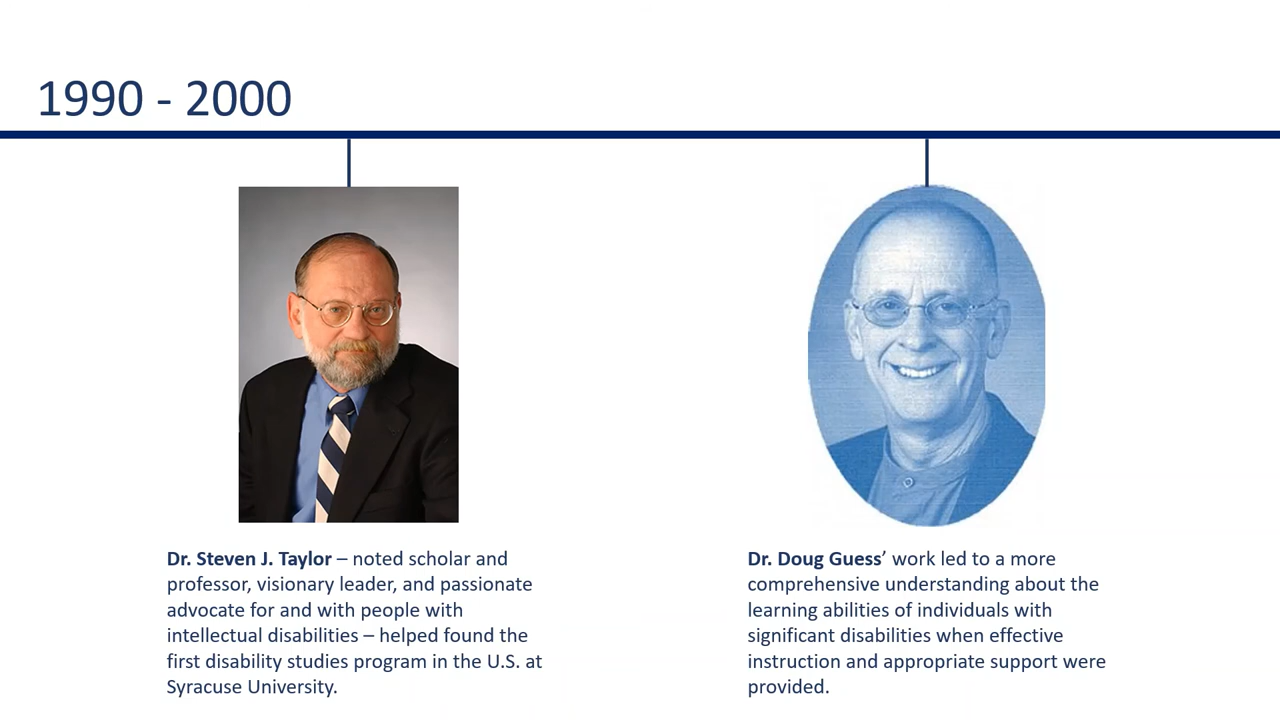 1990 - 2000
Dr. Steven J. Taylor – noted scholar and
professor, visionary leader, and passionate
advocate for and with people with
intellectual disabilities – helped found the
first disability studies program in the U.S. at
Syracuse University.
Dr. Doug Guess’ work led to a more
comprehensive understanding about the
learning abilities of individuals with
significant disabilities when effective
instruction and appropriate support were
provided.